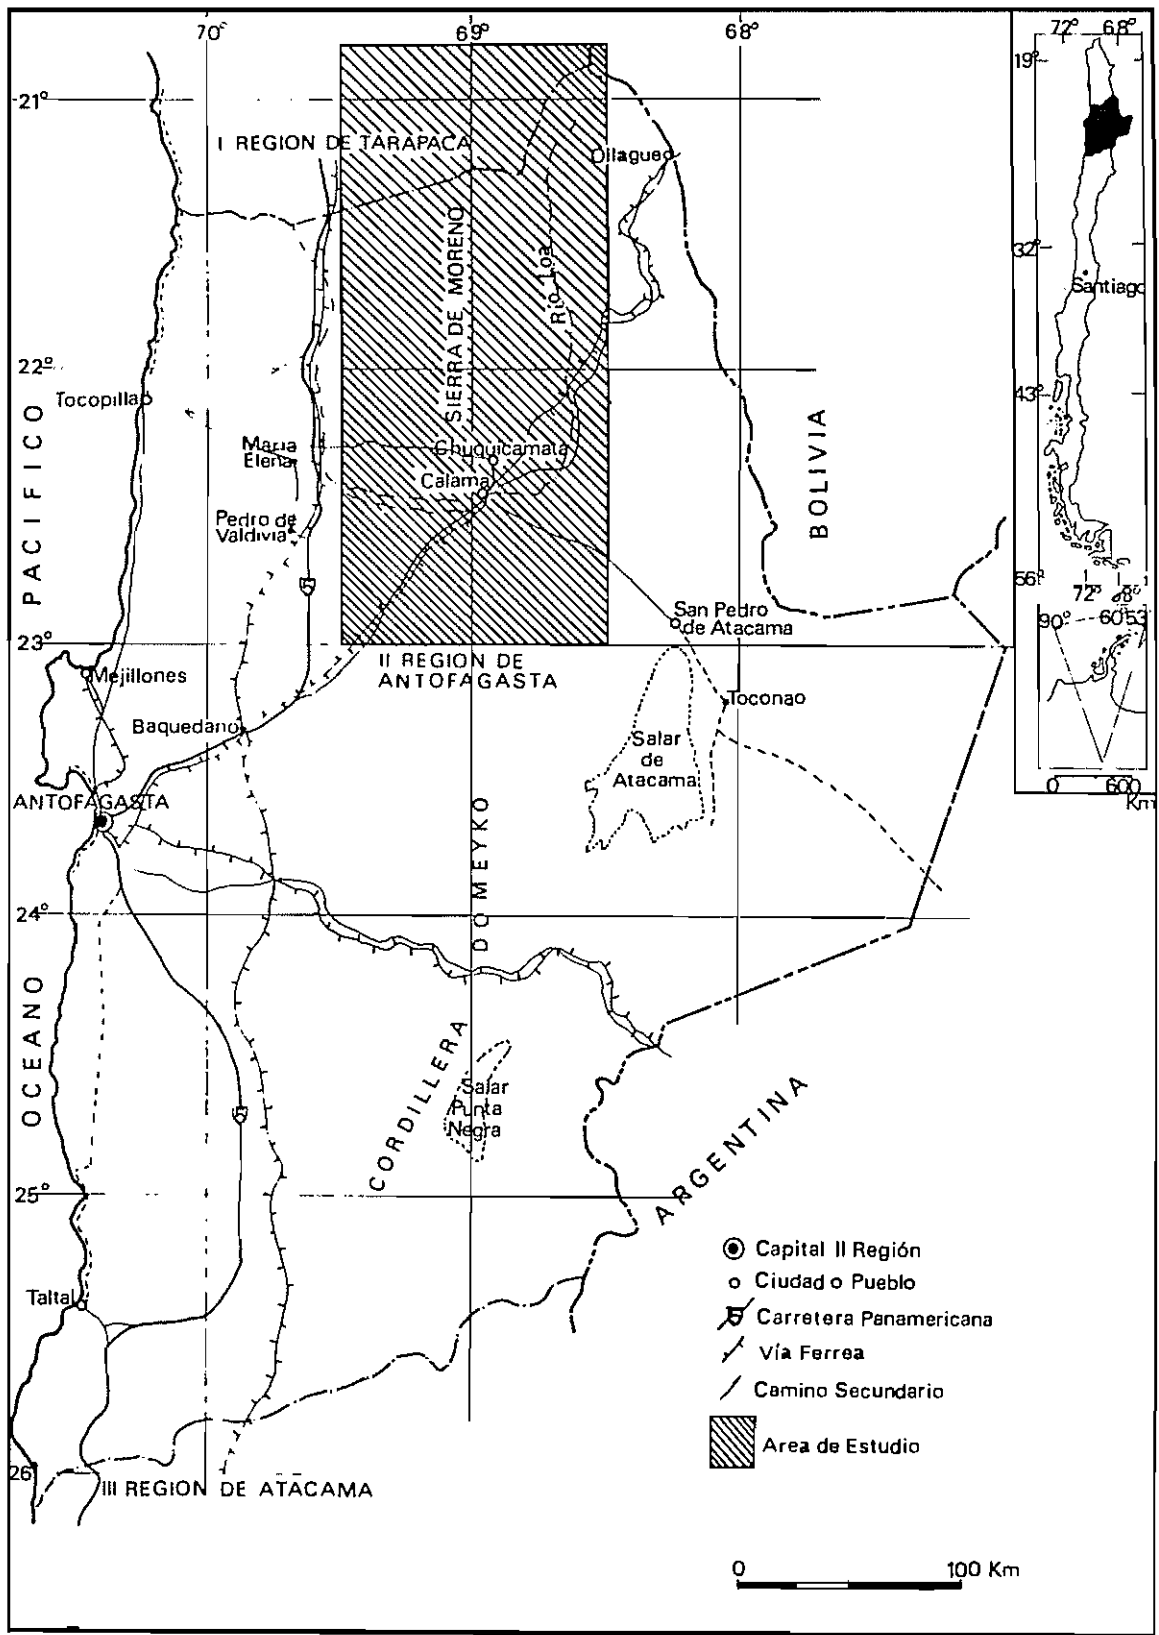 70°
69°
68°
72° 68°
19°
21°
I REGION DE TARAPACA
Ollague
SIERRA DE MORENO
Río Loa
32°
Santiago
22°
Tocopilla
43°
Maria
Elena
Chuquicamata
Calama
BOLIVIA
Pedro de
Valdivia
56°
72° 68°
5
PACIFICO
San Pedro
de Atacama
90° 60° 53°
23°
II REGION DE
ANTOFAGASTA
Mejillones
Toconao
Baquedano
Salar
de
Atacama
0 600
Km
ANTOFAGASTA
DOMEYKO
24°
OCEANO
CORDILLERA
Salar
Punta
Negra
5
ARGENTINA
25°
Capital II Región
Ciudad o Pueblo
Taltal
5 Carretera Panamericana
Vía Ferrea
Camino Secundario
Area de Estudio
26°
III REGION DE ATACAMA
0 100 Km